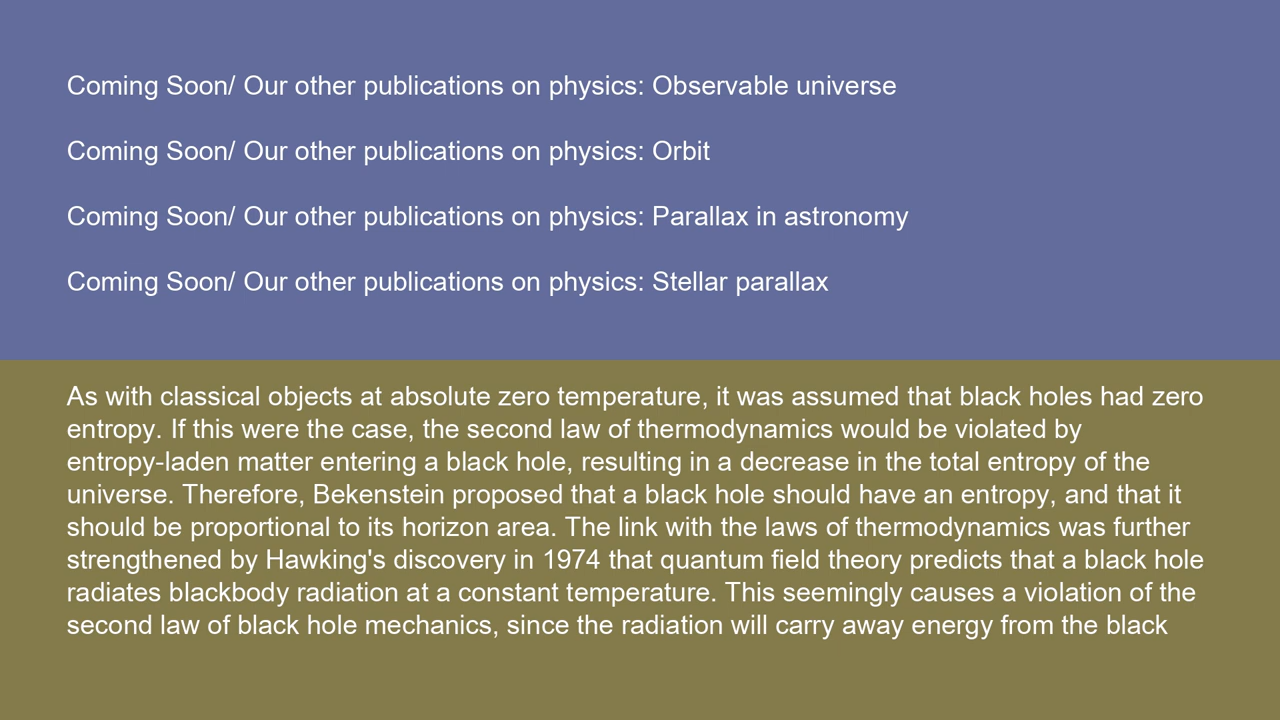 Coming Soon/ Our other publications on physics: Observable universe
Coming Soon/ Our other publications on physics: Orbit
Coming Soon/ Our other publications on physics: Parallax in astronomy
Coming Soon/ Our other publications on physics: Stellar parallax
As with classical objects at absolute zero temperature, it was assumed that black holes had zero
entropy. If this were the case, the second law of thermodynamics would be violated by
entropy-laden matter entering a black hole, resulting in a decrease in the total entropy of the
universe. Therefore, Bekenstein proposed that a black hole should have an entropy, and that it
should be proportional to its horizon area. The link with the laws of thermodynamics was further
strengthened by Hawking's discovery in 1974 that quantum field theory predicts that a black hole
radiates blackbody radiation at a constant temperature. This seemingly causes a violation of the
second law of black hole mechanics, since the radiation will carry away energy from the black